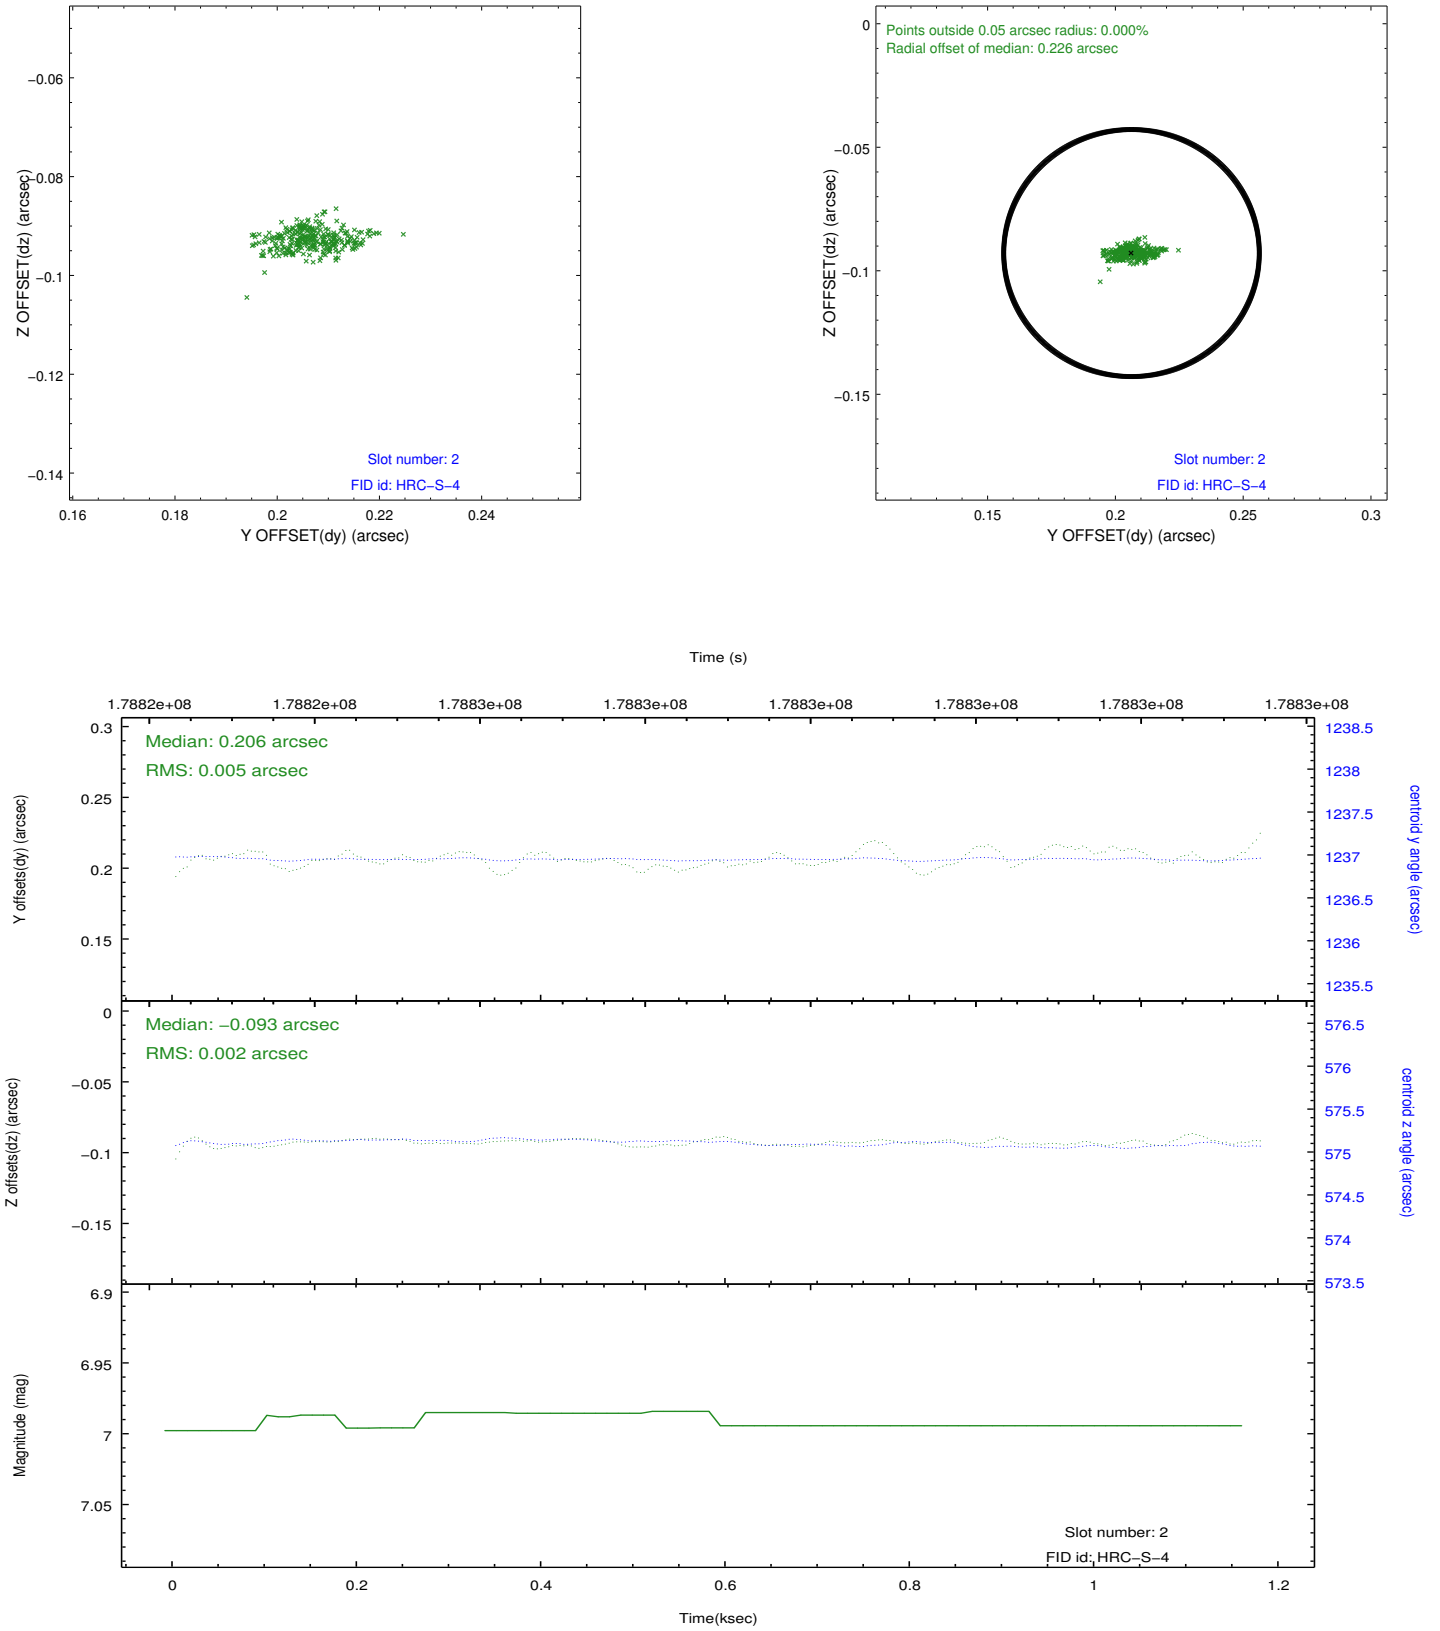 −0.06
−0.08
−0.1
−0.12
−0.14
Z OFFSET(dz) (arcsec)
Slot number: 2
FID id: HRC−S−4
0.16 0.18 0.2 0.22 0.24
Y OFFSET(dy) (arcsec)
Points outside 0.05 arcsec radius: 0.000%
Radial offset of median: 0.226 arcsec
0
−0.05
−0.1
−0.15
Z OFFSET(dz) (arcsec)
Slot number: 2
FID id: HRC−S−4
0.15 0.2 0.25 0.3
Y OFFSET(dy) (arcsec)
Time (s)
1.7882e+08 1.7882e+08 1.7883e+08 1.7883e+08 1.7883e+08 1.7883e+08 1.7883e+08 1.7883e+08
Median: 0.206 arcsec
RMS: 0.005 arcsec
0.3
0.25
0.2
0.15
Y offsets(dy) (arcsec)
1238.5
1238
1237.5
1237
1236.5
1236
1235.5
centroid y angle (arcsec)
Median: −0.093 arcsec
RMS: 0.002 arcsec
0
−0.05
−0.1
−0.15
Z offsets(dz) (arcsec)
576.5
576
575.5
575
574.5
574
573.5
centroid z angle (arcsec)
6.9
6.95
7
7.05
Magnitude (mag)
Slot number: 2
FID id: HRC−S−4
0 0.2 0.4 0.6 0.8 1 1.2
Time(ksec)